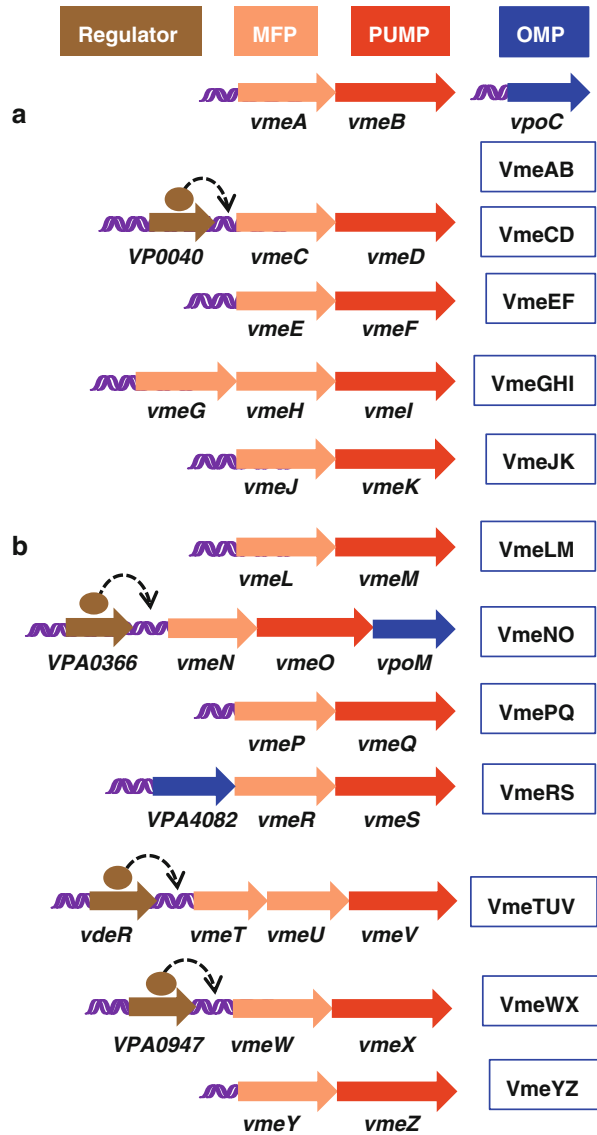 Regulator MFP PUMP OMP
a
vmeA vmeB vpoC
VmeAB
VP0040 vmeC vmeD
VmeCD
vmeE vmeF
VmeEF
vmeG vmeH vmeI
VmeGHI
vmeJ vmeK
VmeJK
b
vmeL vmeM
VmeLM
VPA0366 vmeN vmeO vpoM
VmeNO
vmeP vmeQ
VmePQ
VPA4082 vmeR vmeS
VmeRS
vdeR vmeT vmeU vmeV
VmeTUV
VPA0947 vmeW vmeX
VmeWX
vmeY vmeZ
VmeYZ